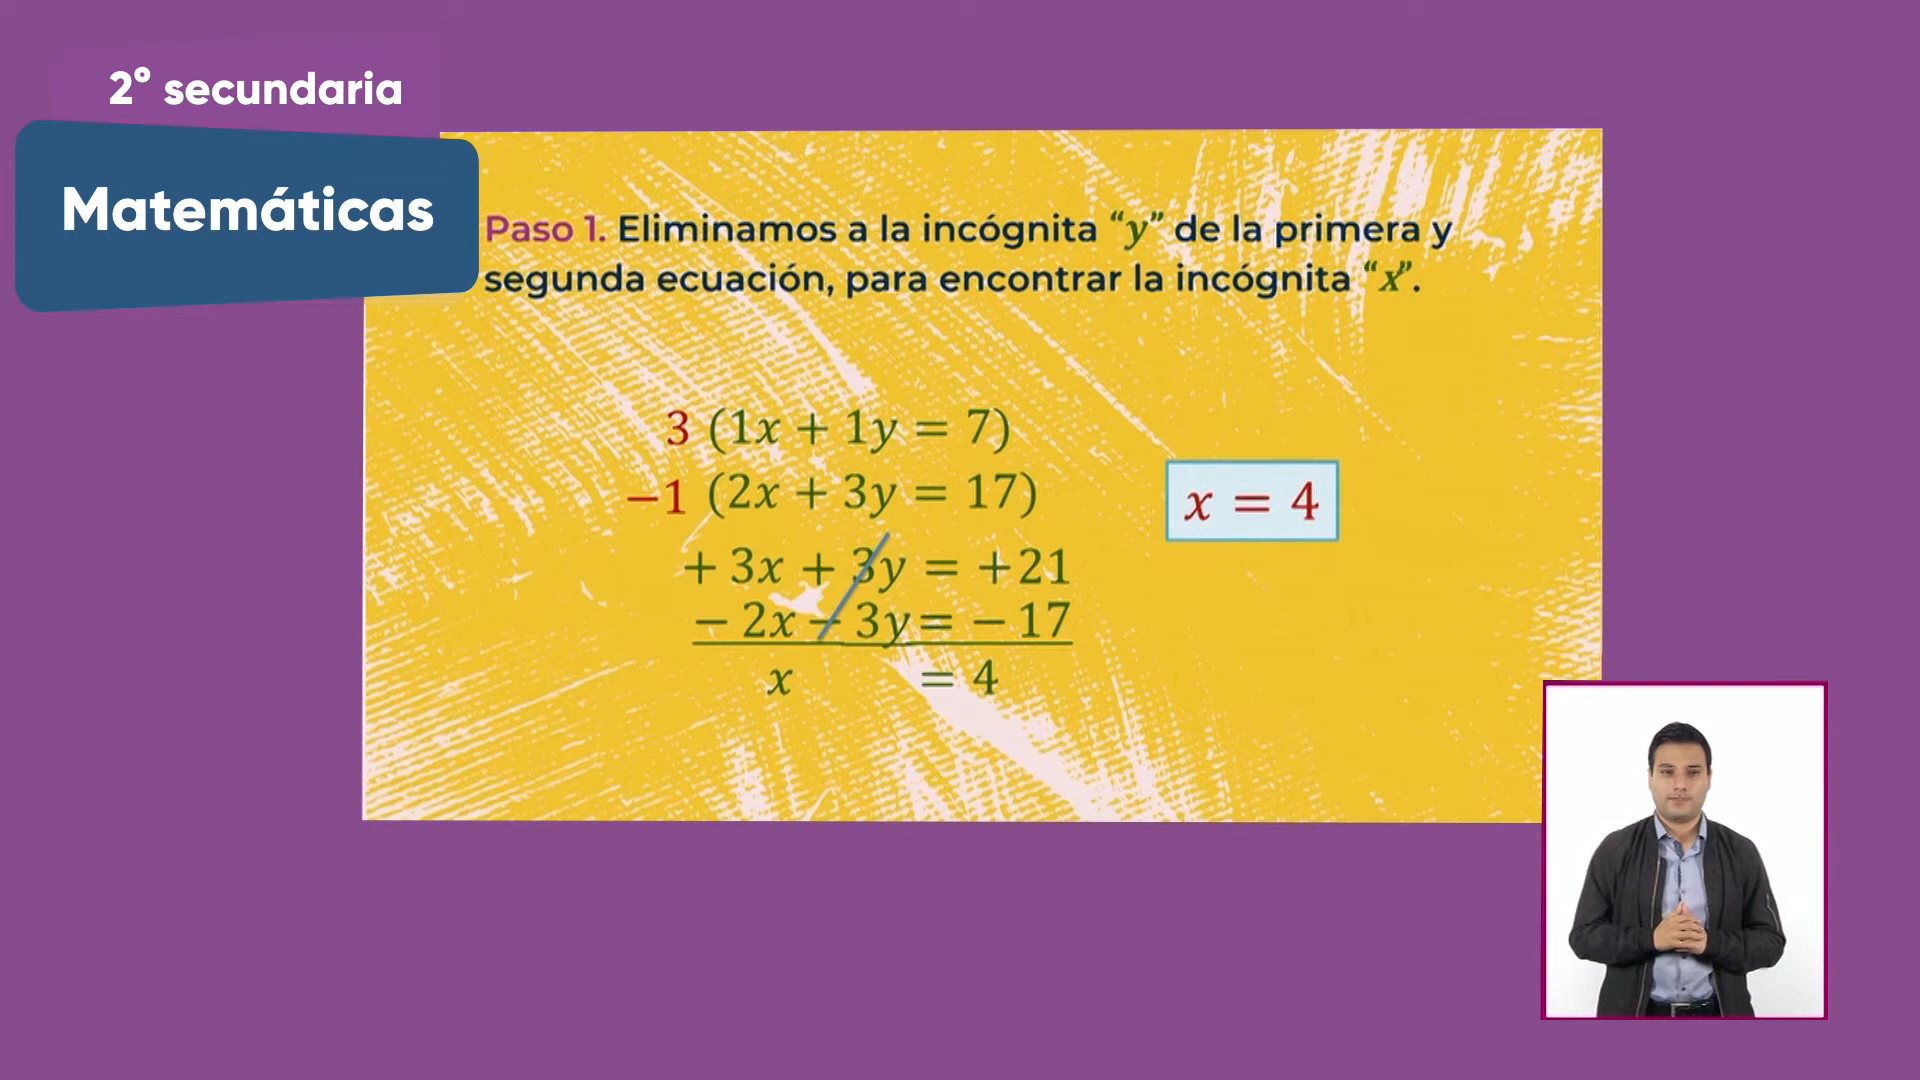 2° secundaria
Matemáticas
Paso 1. Eliminamos a la incógnita “y” de la primera y
segunda ecuación, para encontrar la incógnita “x”.
3 (1x + 1y = 7)
−1 (2x + 3y = 17)
x = 4
+ 3x + 3y = +21
− 2x − 3y = − 17
x = 4